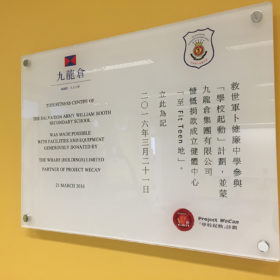 九龍倉
THIS FITNESS CENTRE OF
THE SALVATION ARMY WILLIAM BOOTH
SECONDARY SCHOOL
WAS MADE POSSIBLE
WITH FACILITIES AND EQUIPMENT
GENEROUSLY DONATED BY
THE WHARF (HOLDINGS) LIMITED
PARTNER OF PROJECT WECAN
21 MARCH 2016
救世軍卜維廉中學參與
「學校起動」計劃，並蒙
九龍倉集團有限公司
慷慨捐款成立健體中心
「至Fit Teen地」。
立此為記
二〇一六年三月二十一日
Project WeCan
「學校起動」計劃